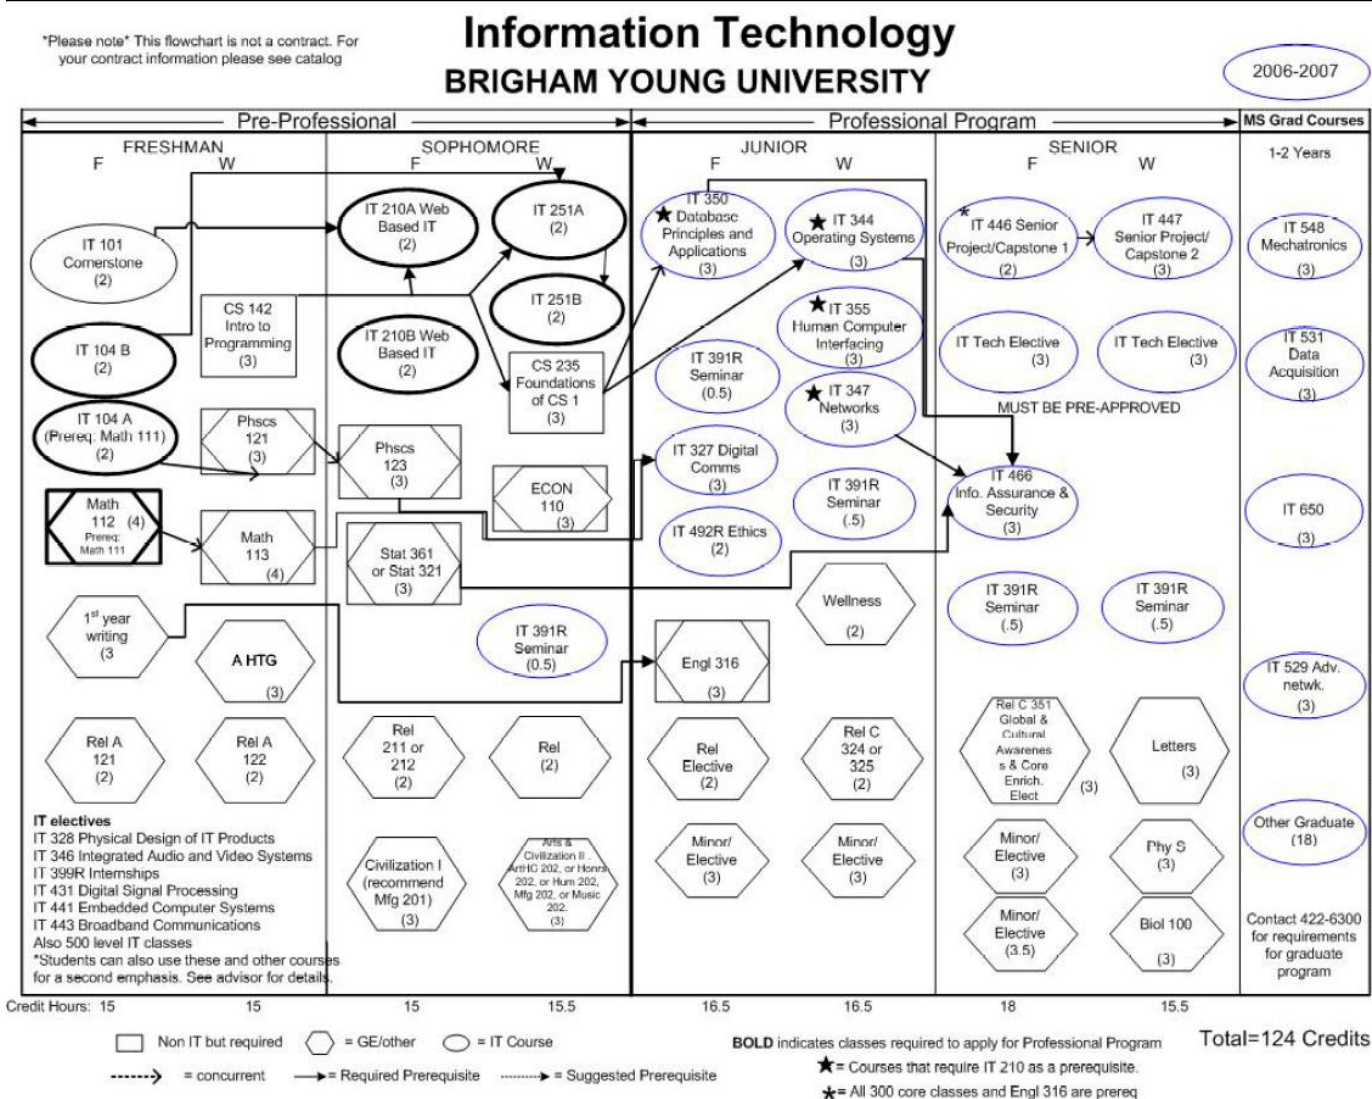 Information Technology
BRIGHAM YOUNG UNIVERSITY
*Please note* This flowchart is not a contract. For
your contract information please see catalog
2006-2007
Pre-Professional
Professional Program
MS Grad Courses
FRESHMAN
F
W
SOPHOMORE
F
W
JUNIOR
F
W
SENIOR
F
W
1-2 Years
IT 101
Cornerstone
(2)
IT 104 B
(2)
IT 104 A
(Prereq: Math 111)
(2)
Math
112 (4)
Prereq:
Math 111
1st year
writing
(3
Rel A
121
(2)
CS 142
Intro to
Programming
(3)
Phscs
121
(3)
Math
113
(4)
A HTG
(3)
Rel A
122
(2)
IT 210A Web
Based IT
(2)
IT 210B Web
Based IT
(2)
Phscs
123
(3)
Stat 361
or Stat 321
(3)
Rel
211 or
212
(2)
Civilization I
(recommend
Mfg 201)
(3)
IT 251A
(2)
IT 251B
(2)
CS 235
Foundations
of CS 1
(3)
ECON
110
(3)
IT 391R
Seminar
(0.5)
Rel
(2)
Arts &
Civilization II .
ArtHC 202, or Honrs
202, or Hum 202,
Mfg 202, or Music
202.
(3)
IT 350
Database
Principles and
Applications
(3)
IT 391R
Seminar
(0.5)
IT 327 Digital
Comms
(3)
IT 492R Ethics
(2)
Engl 316
(3)
Rel
Elective
(2)
Minor/
Elective
(3)
IT 344
Operating Systems
(3)
IT 355
Human Computer
Interfacing
(3)
IT 347
Networks
(3)
IT 391R
Seminar
(.5)
Wellness
(2)
Rel C
324 or
325
(2)
Minor/
Elective
(3)
* IT 446 Senior
Project/Capstone 1
(2)
IT Tech Elective
(3)
MUST BE PRE-APPROVED
IT 466
Info. Assurance &
Security
(3)
IT 391R
Seminar
(.5)
Rel C 351
Global &
Cultural
Awarenes
s & Core
Enrich.
Elect
(3)
Minor/
Elective
(3)
Minor/
Elective
(3.5)
IT 447
Senior Project/
Capstone 2
(3)
IT Tech Elective
(3)
IT 391R
Seminar
(.5)
Letters
(3)
Phy S
(3)
Biol 100
(3)
IT 548
Mechatronics
(3)
IT 531
Data
Acquisition
(3)
IT 650
(3)
IT 529 Adv.
netwk.
(3)
Other Graduate
(18)
Contact 422-6300
for requirements
for graduate
program
IT electives
IT 328 Physical Design of IT Products
IT 346 Integrated Audio and Video Systems
IT 399R Internships
IT 431 Digital Signal Processing
IT 441 Embedded Computer Systems
IT 443 Broadband Communications
Also 500 level IT classes
*Students can also use these and other courses
for a second emphasis. See advisor for details.
Credit Hours: 15 15 15 15.5 16.5 16.5 18 15.5
Non IT but required
= GE/other
= IT Course
= concurrent
= Required Prerequisite
= Suggested Prerequisite
BOLD indicates classes required to apply for Professional Program
★= Courses that require IT 210 as a prerequisite.
*= All 300 core classes and Engl 316 are prereq
Total=124 Credits